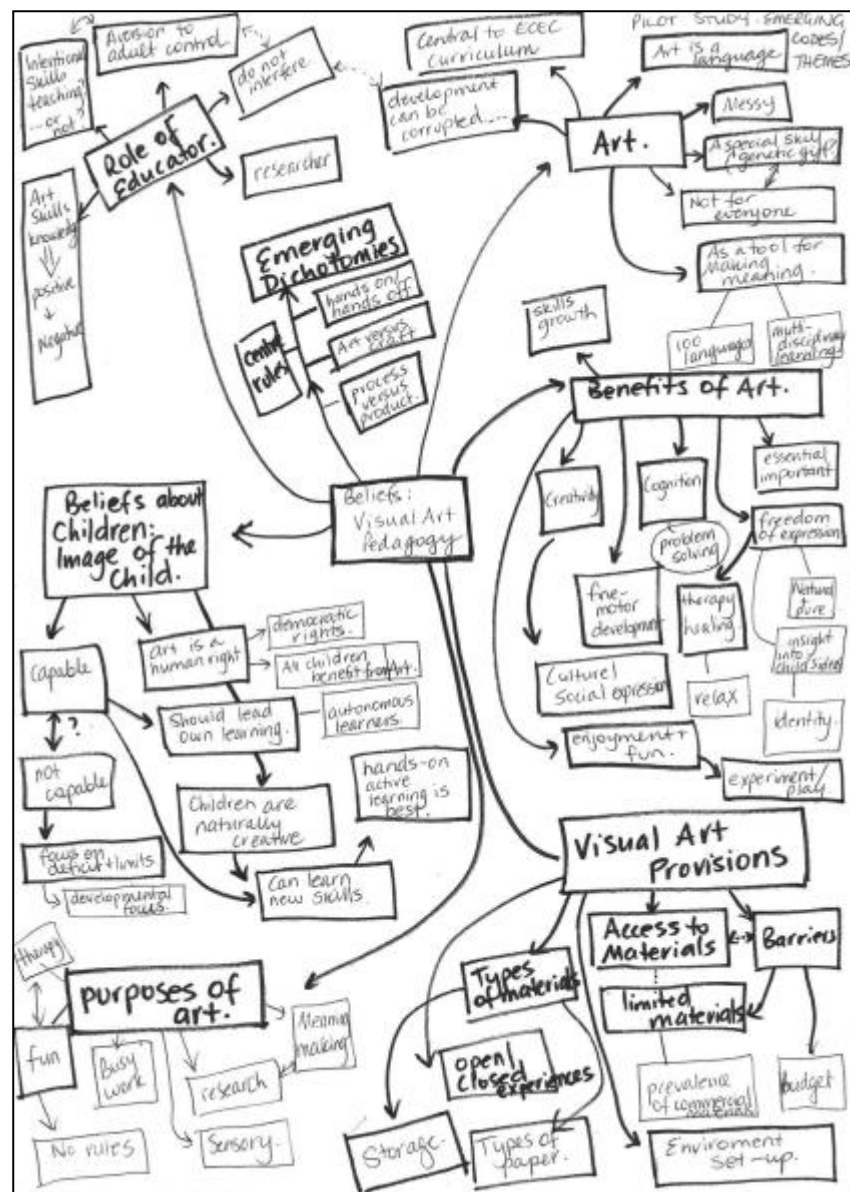 PILOT STUDY - EMERGING
CODES/
THEMES
Intentional
Skills
teaching?
...or
not?
Aversion to
adult control
do not
interfere
Role of
Educator.
researcher
Art
Skills
knowledge
positive
Negative
Central to ECEC
curriculum
development
can be
corrupted....
Art is a
language
Messy
Art.
A special skill
Not for
everyone
As a tool for
Making
meaning.
100
languages
multi-
disciplinary
learning
Emerging
Dichotomies
hands on/
hands off
centre
rules
Art versus
craft
process
versus
product.
skills
growth
Benefits of Art.
Creativity
Cognition
problem
solving
essential
important
freedom
of expression
Natural
+ pure
insight
into
identity.
fine-
motor
development
therapy
healing
relax
Culture/
Social expression
enjoyment +
fun.
experiment/
play.
Beliefs:
Visual Art
Pedagogy
Beliefs about
Children:
Image of the
Child.
Capable
?
not
capable
focus on
deficit + limits
developmental
focus.
art is a
human right
democratic
rights.
All children
benefit from Art.
Should lead
own learning.
autonomous
learners.
Children are
naturally
creative
hands-on
active
learning is
best.
Can learn
new skills.
Visual Art
Provisions
Access to
Materials
Barriers
limited
materials
prevalence
of commercial
materials
budget
Types
of materials
open/
closed
experiences
Storage.
Types of
paper.
Enviroment
set-up.
therapy
purposes of
art.
fun
Busy
work
research
Meaning
making
No rules
Sensory.